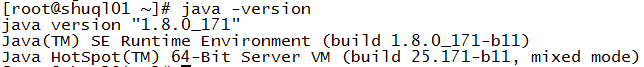 [root@shuql01 ~]# java -version
java version "1.8.0_171"
Java(TM) SE Runtime Environment (build 1.8.0_171-b11)
Java HotSpot(TM) 64-Bit Server VM (build 25.171-b11, mixed mode)